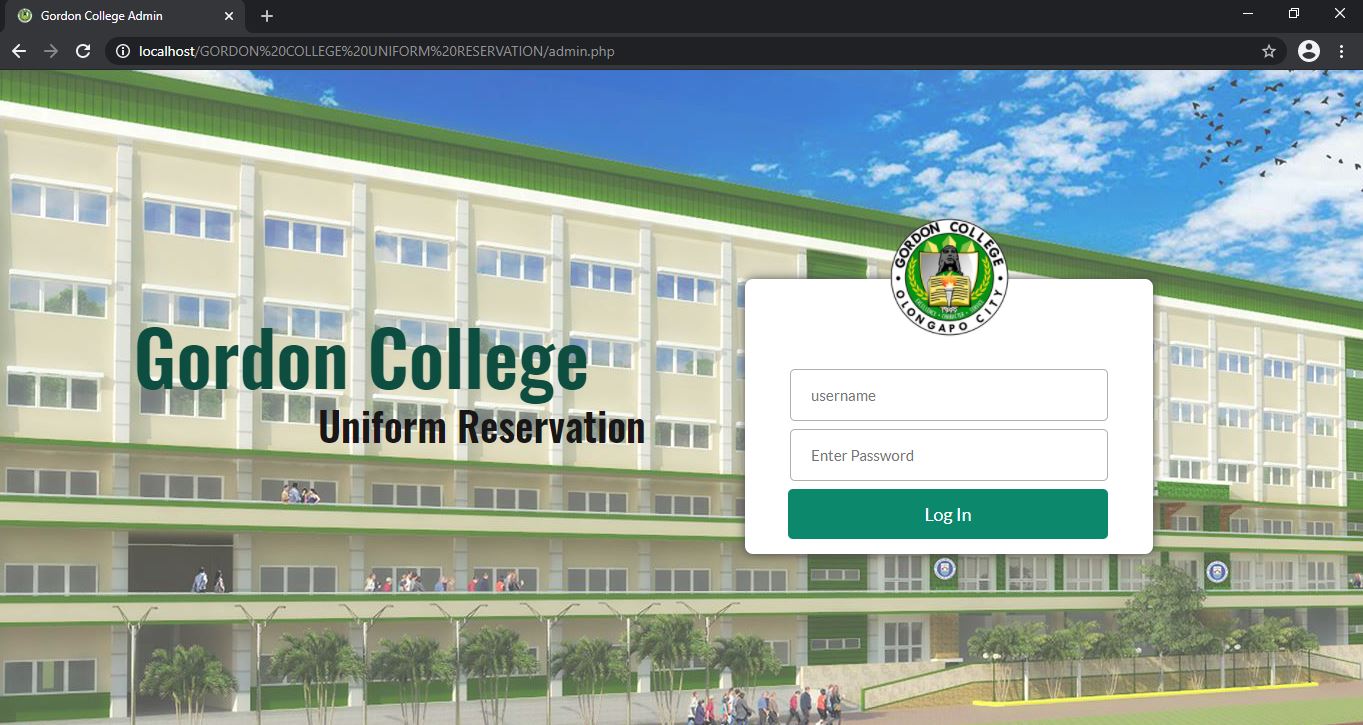 Gordon College Admin
localhost/GORDON%20COLLEGE%20UNIFORM%20RESERVATION/admin.php
GORDON COLLEGE
OLONGAPO CITY
Gordon College
Uniform Reservation
username
Enter Password
Log In